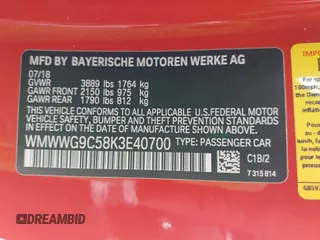 MFD BY BAYERISCHE MOTOREN WERKE AG
07/18
GVWR 3889 lbs 1764 kg
GAWR FRONT 2150 lbs 975 kg
GAWR REAR 1790 lbs 812 kg
THIS VEHICLE CONFORMS TO ALL APPLICABLE FEDERAL MOTOR
VEHICLE SAFETY, BUMPER, AND THEFT PREVENTION STANDARDS
IN EFFECT ON THE DATE OF MANUFACTURE SHOWN ABOVE.
WMWWG9C58K3E40700 TYPE: PASSENGER CAR
C1B/2
7 315 814